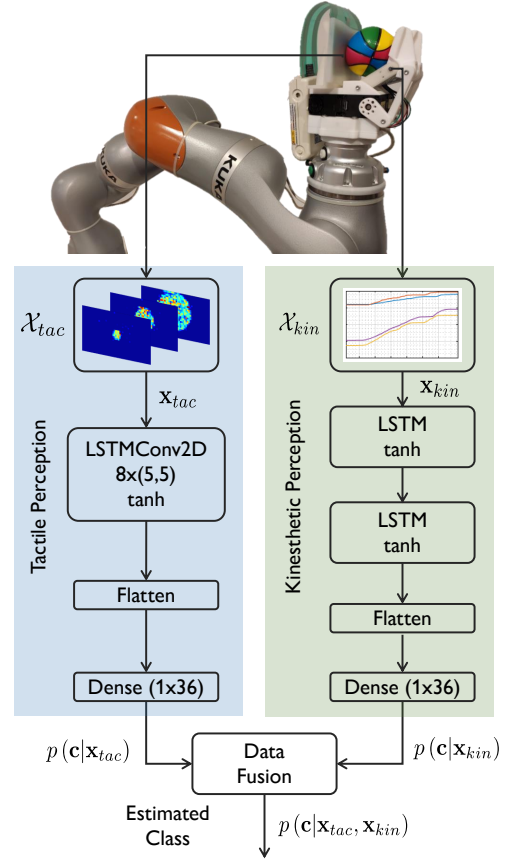 KUKA
KUKA
𝒳_tac
𝒳_kin
x_tac
x_kin
Tactile Perception
LSTMConv2D
8x(5,5)
tanh
Flatten
Dense (1x36)
Kinesthetic Perception
LSTM
tanh
LSTM
tanh
Flatten
Dense (1x36)
p(c|x_tac)
p(c|x_kin)
Data
Fusion
Estimated
Class
p(c|x_tac, x_kin)